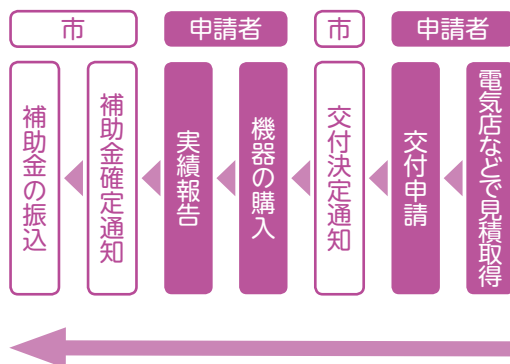 申請者
電気店などで見積取得
交付申請
市
交付決定通知
申請者
機器の購入
実績報告
市
補助金確定通知
補助金の振込